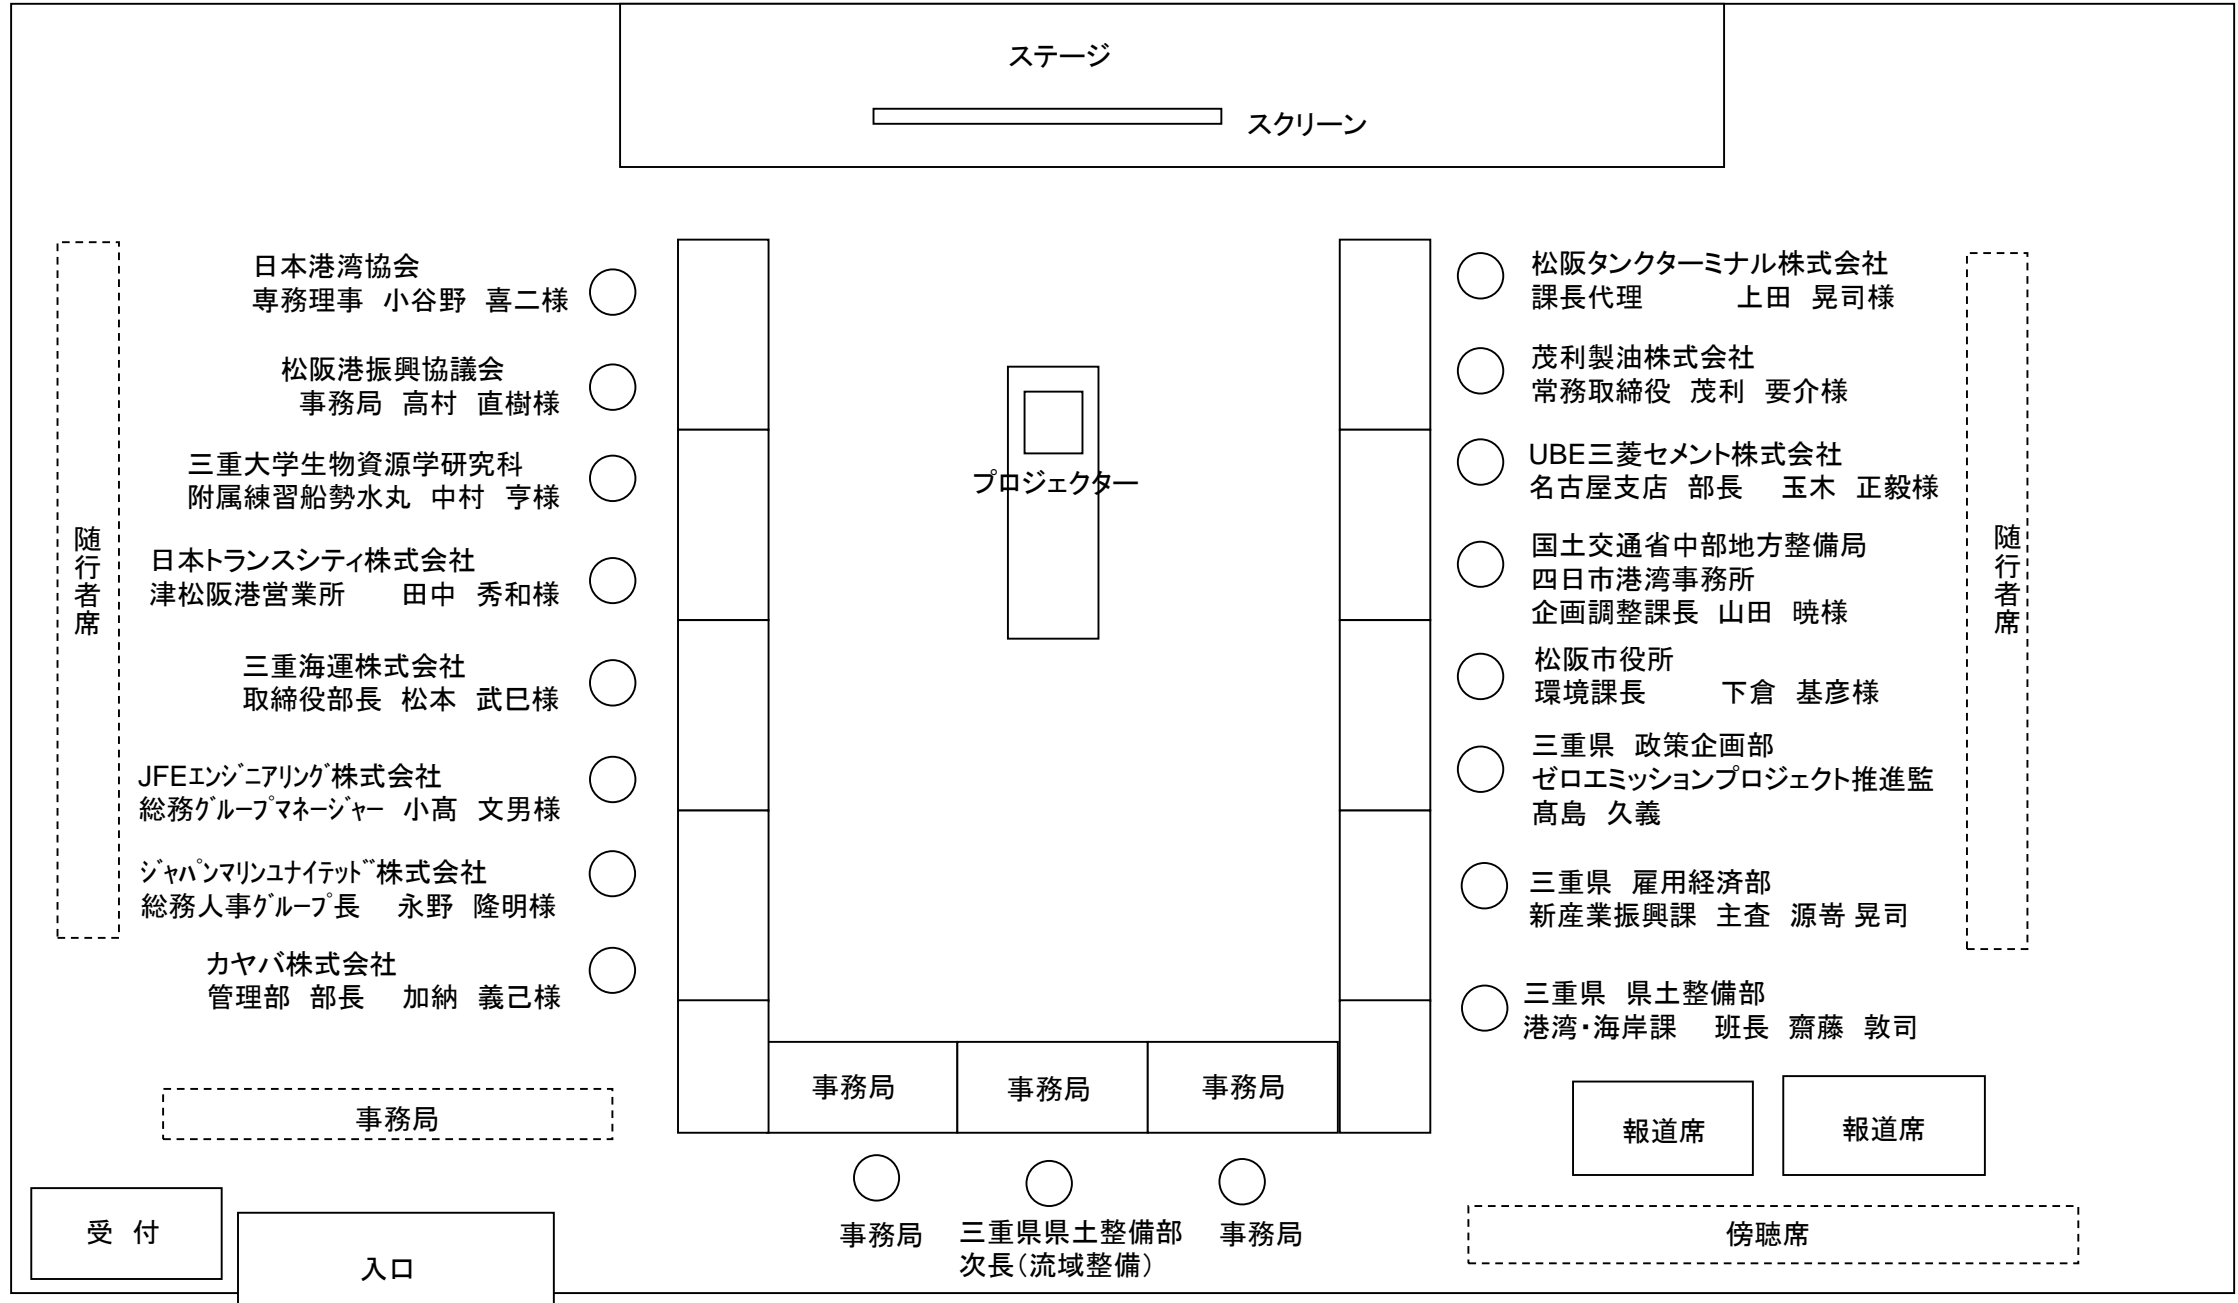 ステージ
スクリーン
日本港湾協会
専務理事　小谷野　喜二様
松阪港振興協議会
事務局　高村　直樹様
三重大学生物資源学研究科
附属練習船勢水丸　中村　亨様
日本トランスシティ株式会社
津松阪港営業所　　田中　秀和様
三重海運株式会社
取締役部長　松本　武巳様
JFEｴﾝｼﾞﾆｱﾘﾝｸﾞ株式会社
総務ｸﾞﾙｰﾌﾟﾏﾈｰｼﾞｬｰ　小髙　文男様
ｼﾞｬﾊﾟﾝﾏﾘﾝﾕﾅｲﾃｯﾄﾞ株式会社
総務人事ｸﾞﾙｰﾌﾟ長　永野　隆明様
カヤバ株式会社
管理部　部長　加納　義己様
随行者席
プロジェクター
松阪タンクターミナル株式会社
課長代理　　　上田　晃司様
茂利製油株式会社
常務取締役　茂利　要介様
UBE三菱セメント株式会社
名古屋支店　部長　玉木　正毅様
国土交通省中部地方整備局
四日市港湾事務所
企画調整課長　山田　暁様
松阪市役所
環境課長　　下倉　基彦様
三重県　政策企画部
ゼロエミッションプロジェクト推進監
髙島　久義
三重県　雇用経済部
新産業振興課　主査　源嵜 晃司
三重県　県土整備部
港湾・海岸課　班長　齋藤　敦司
随行者席
事務局
事務局
事務局
事務局
報道席
報道席
受　付
入口
事務局
三重県県土整備部
次長（流域整備）
事務局
傍聴席